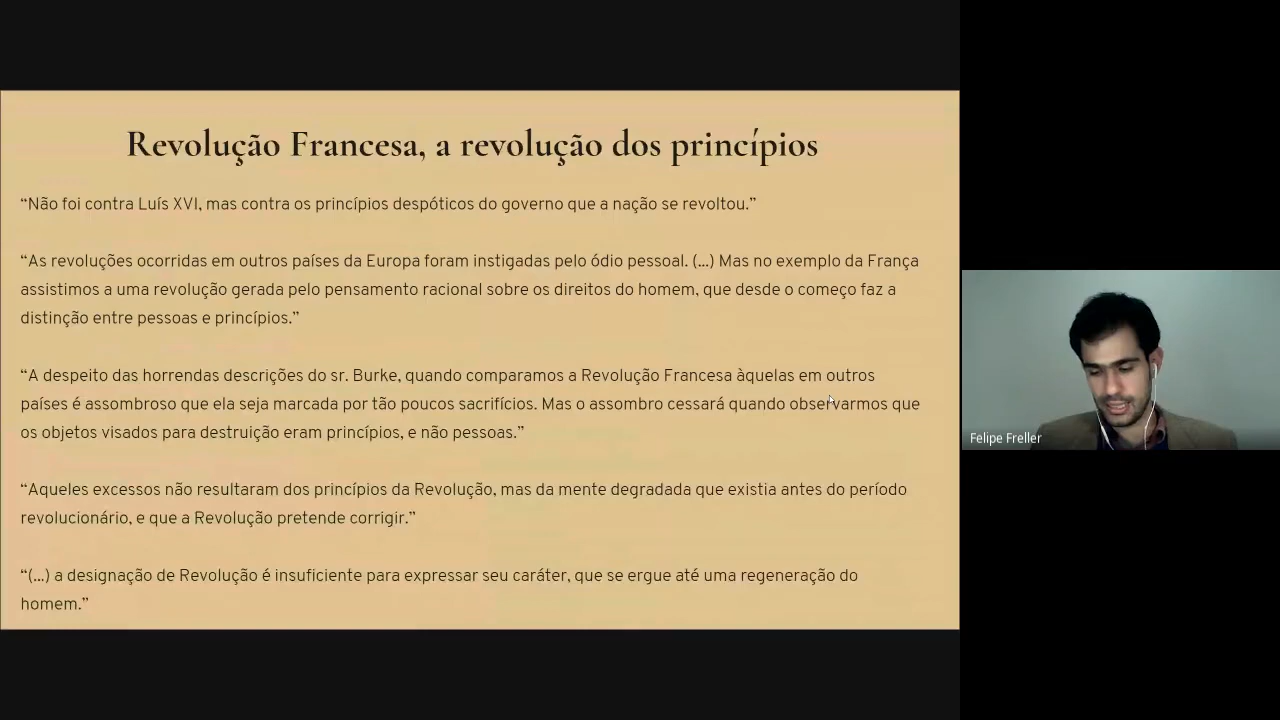 Revolução Francesa, a revolução dos princípios
“Não foi contra Luís XVI, mas contra os princípios despóticos do governo que a nação se revoltou.”
“As revoluções ocorridas em outros países da Europa foram instigadas pelo ódio pessoal. (...) Mas no exemplo da França
assistimos a uma revolução gerada pelo pensamento racional sobre os direitos do homem, que desde o começo faz a
distinção entre pessoas e princípios.”
“A despeito das horrendas descrições do sr. Burke, quando comparamos a Revolução Francesa àquelas em outros
países é assombroso que ela seja marcada por tão poucos sacrifícios. Mas o assombro cessará quando observarmos que
os objetos visados para destruição eram princípios, e não pessoas.”
“Aqueles excessos não resultaram dos princípios da Revolução, mas da mente degradada que existia antes do período
revolucionário, e que a Revolução pretende corrigir.”
“(...) a designação de Revolução é insuficiente para expressar seu caráter, que se ergue até uma regeneração do
homem.”
Felipe Freller